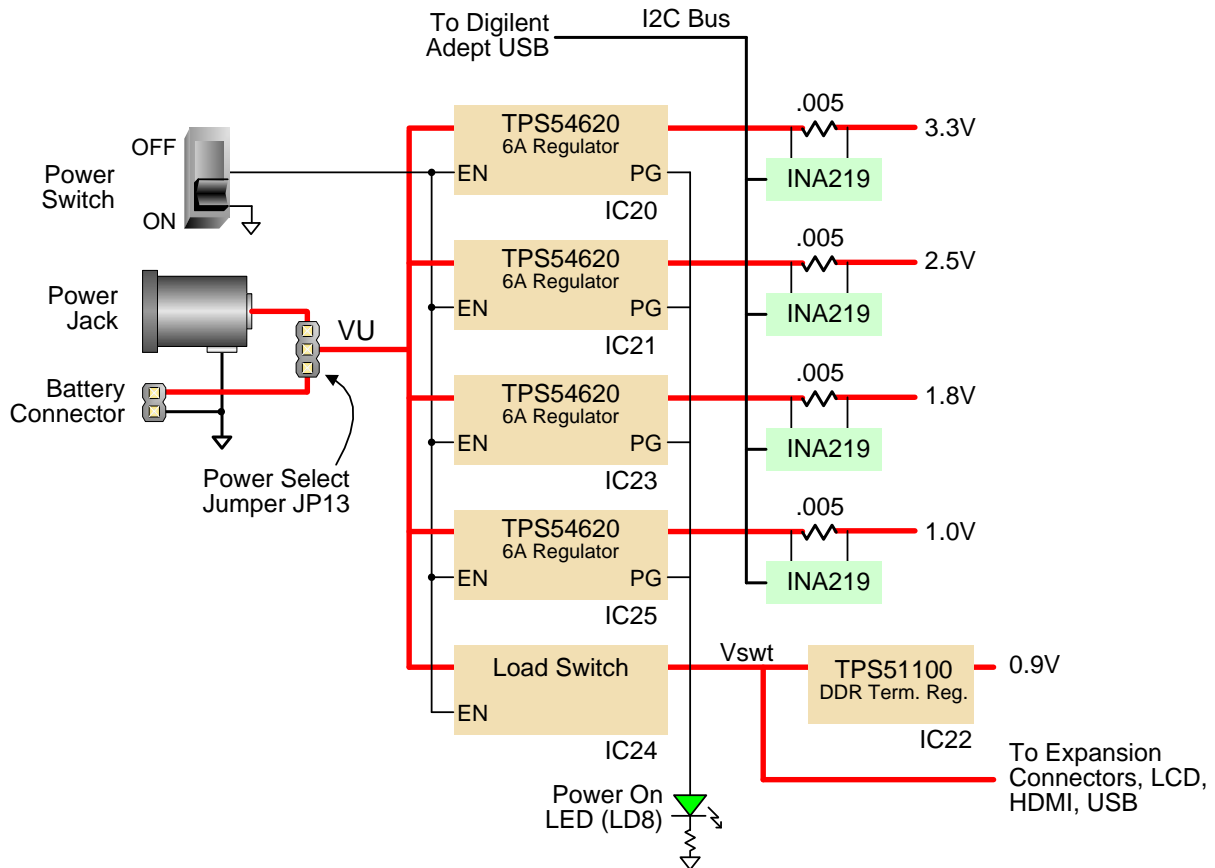 To Digilent
Adept USB
I2C Bus
OFF
Power
Switch
ON
TPS54620
6A Regulator
EN
PG
IC20
.005
3.3V
INA219
Power
Jack
VU
TPS54620
6A Regulator
EN
PG
IC21
.005
2.5V
INA219
Battery
Connector
Power Select
Jumper JP13
TPS54620
6A Regulator
EN
PG
IC23
.005
1.8V
INA219
TPS54620
6A Regulator
EN
PG
IC25
.005
1.0V
INA219
Load Switch
EN
IC24
Vswt
TPS51100
DDR Term. Reg.
IC22
0.9V
To Expansion
Connectors, LCD,
HDMI, USB
Power On
LED (LD8)